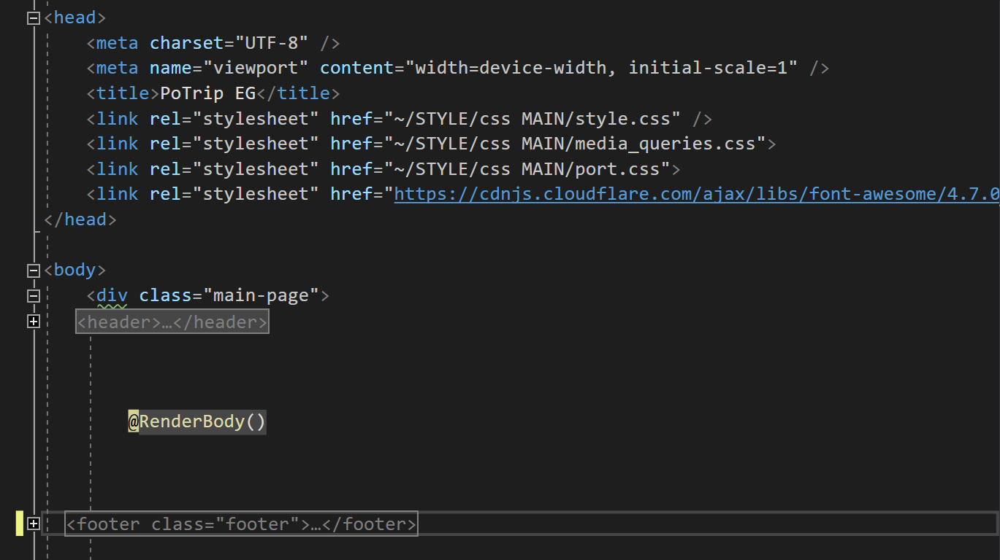 <head>
<meta charset="UTF-8" />
<meta name="viewport" content="width=device-width, initial-scale=1" />
<title>PoTrip EG</title>
<link rel="stylesheet" href="~/STYLE/css MAIN/style.css" />
<link rel="stylesheet" href="~/STYLE/css MAIN/media_queries.css">
<link rel="stylesheet" href="~/STYLE/css MAIN/port.css">
<link rel="stylesheet" href="https://cdnjs.cloudflare.com/ajax/libs/font-awesome/4.7.0
</head>
<body>
<div class="main-page">
<header>…</header>
@RenderBody()
<footer class="footer">…</footer>